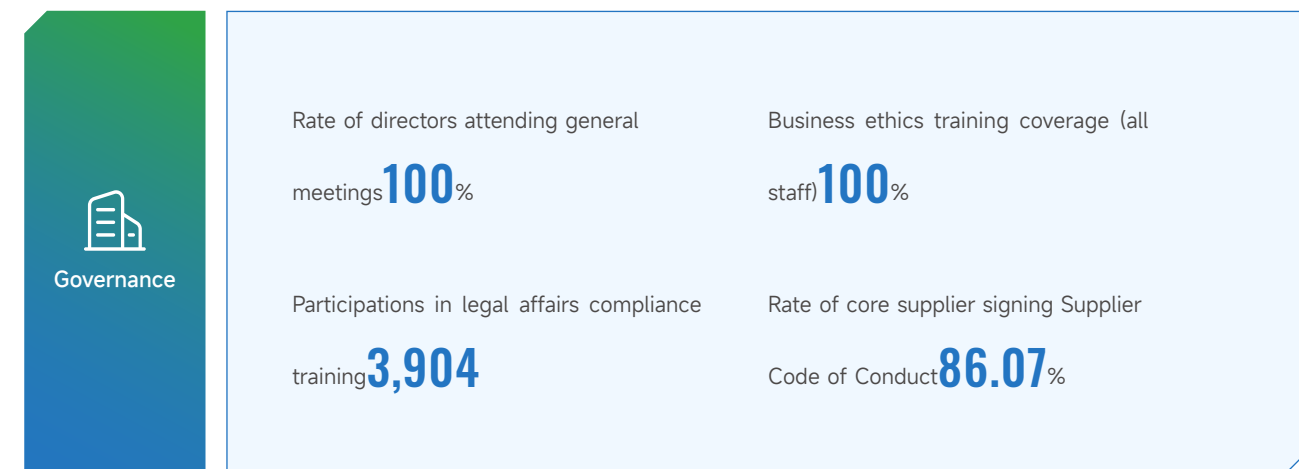 Governance
Rate of directors attending general
meetings100%
Business ethics training coverage (all
staff)100%
Participations in legal affairs compliance
training3,904
Rate of core supplier signing Supplier
Code of Conduct86.07%